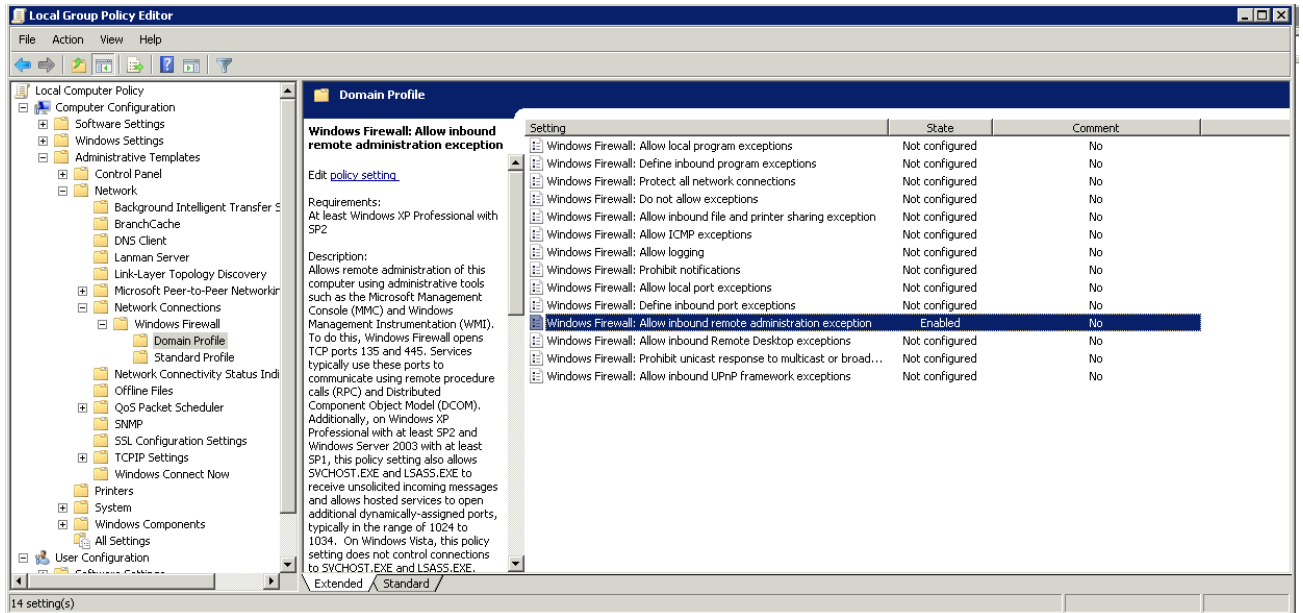 Local Group Policy Editor
File Action View Help
Local Computer Policy
Computer Configuration
Software Settings
Windows Settings
Administrative Templates
Control Panel
Network
Background Intelligent Transfer S
BranchCache
DNS Client
Lanman Server
Link-Layer Topology Discovery
Microsoft Peer-to-Peer Networkin
Network Connections
Windows Firewall
Domain Profile
Standard Profile
Network Connectivity Status Indi
Offline Files
QoS Packet Scheduler
SNMP
SSL Configuration Settings
TCPIP Settings
Windows Connect Now
Printers
System
Windows Components
All Settings
User Configuration
Software Settings
Domain Profile
Windows Firewall: Allow inbound
remote administration exception
Edit policy setting
Requirements:
At least Windows XP Professional with
SP2
Description:
Allows remote administration of this
computer using administrative tools
such as the Microsoft Management
Console (MMC) and Windows
Management Instrumentation (WMI).
To do this, Windows Firewall opens
TCP ports 135 and 445. Services
typically use these ports to
communicate using remote procedure
calls (RPC) and Distributed
Component Object Model (DCOM).
Additionally, on Windows XP
Professional with at least SP2 and
Windows Server 2003 with at least
SP1, this policy setting also allows
SVCHOST.EXE and LSASS.EXE to
receive unsolicited incoming messages
and allows hosted services to open
additional dynamically-assigned ports,
typically in the range of 1024 to
1034. On Windows Vista, this policy
setting does not control connections
to SVCHOST.EXE and LSASS.EXE.
Setting State Comment
Windows Firewall: Allow local program exceptions Not configured No
Windows Firewall: Define inbound program exceptions Not configured No
Windows Firewall: Protect all network connections Not configured No
Windows Firewall: Do not allow exceptions Not configured No
Windows Firewall: Allow inbound file and printer sharing exception Not configured No
Windows Firewall: Allow ICMP exceptions Not configured No
Windows Firewall: Allow logging Not configured No
Windows Firewall: Prohibit notifications Not configured No
Windows Firewall: Allow local port exceptions Not configured No
Windows Firewall: Define inbound port exceptions Not configured No
Windows Firewall: Allow inbound remote administration exception Enabled No
Windows Firewall: Allow inbound Remote Desktop exceptions Not configured No
Windows Firewall: Prohibit unicast response to multicast or broad... Not configured No
Windows Firewall: Allow inbound UPnP framework exceptions Not configured No
Extended Standard
14 setting(s)